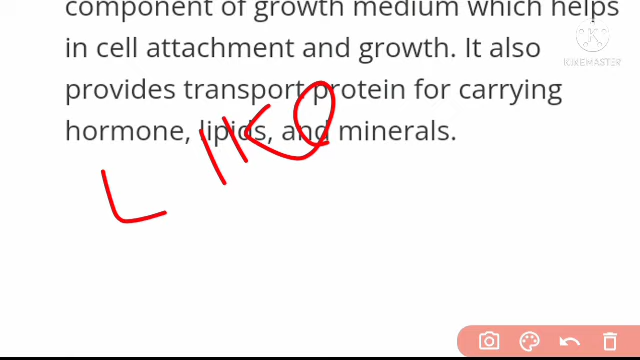 component of growth medium which helps
in cell attachment and growth. It also
provides transport protein for carrying
hormone, lipids, and minerals.
LIKe
KINEMASTER